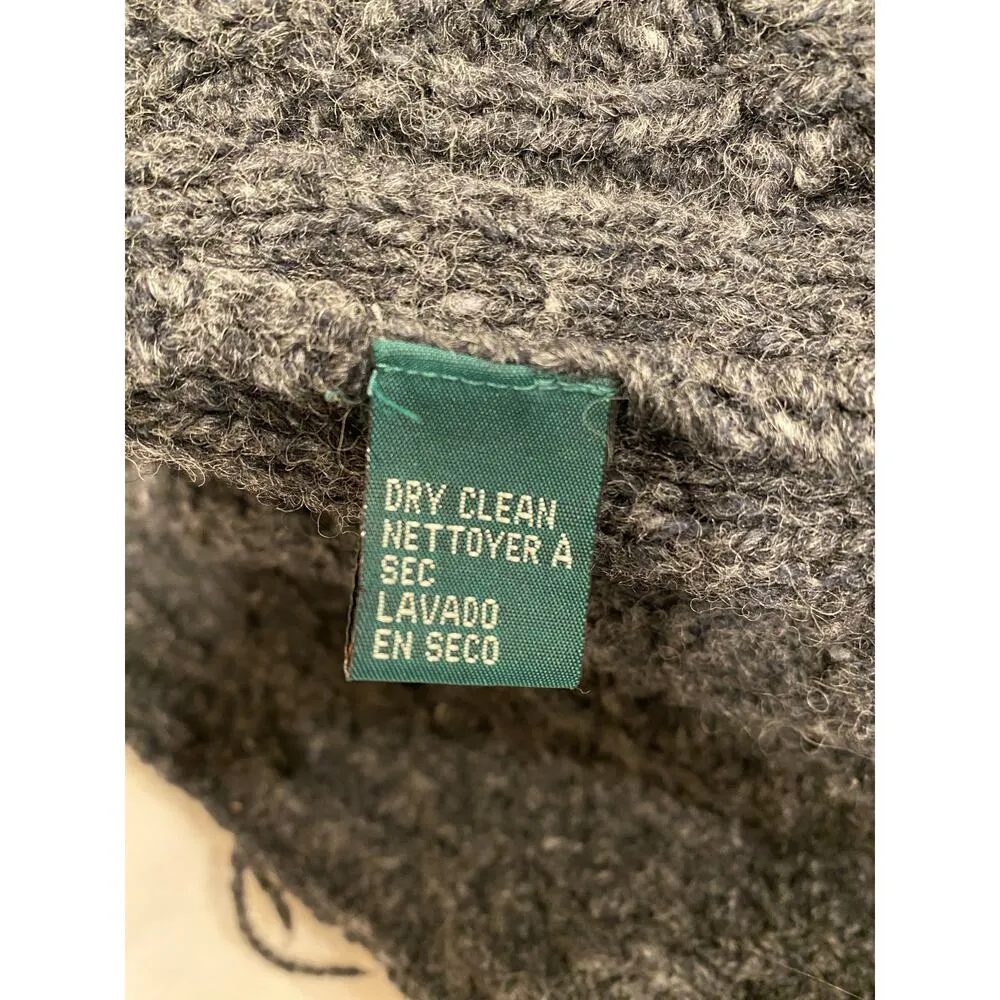 DRY CLEAN
NETTOYER À
SEC
LAVADO
EN SECO